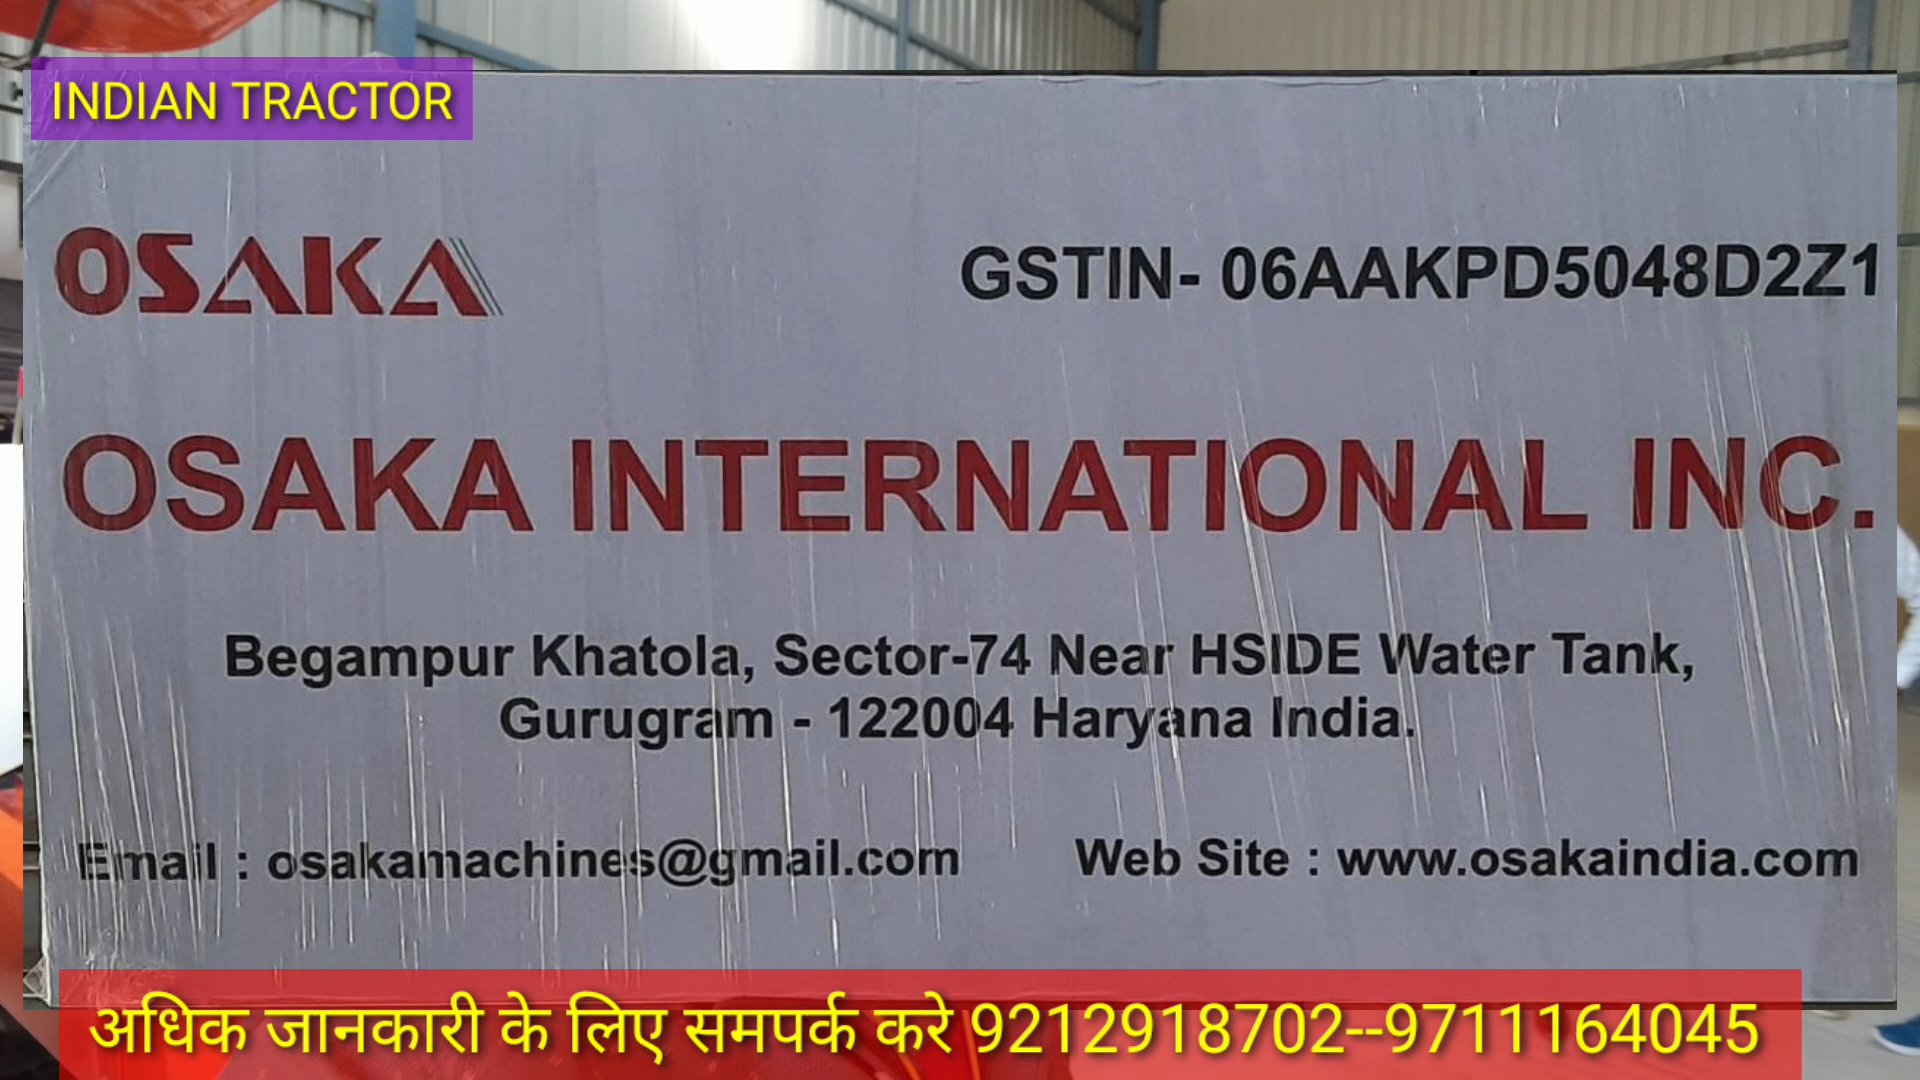 INDIAN TRACTOR
OSAKA
GSTIN- 06AAKPD5048D2Z1
OSAKA INTERNATIONAL INC.
Begampur Khatola, Sector-74 Near HSIDE Water Tank,
Gurugram - 122004 Haryana India.
Email : osakamachines@gmail.com
Web Site : www.osakaindia.com
अधिक जानकारी के लिए समपर्क करे 9212918702--9711164045